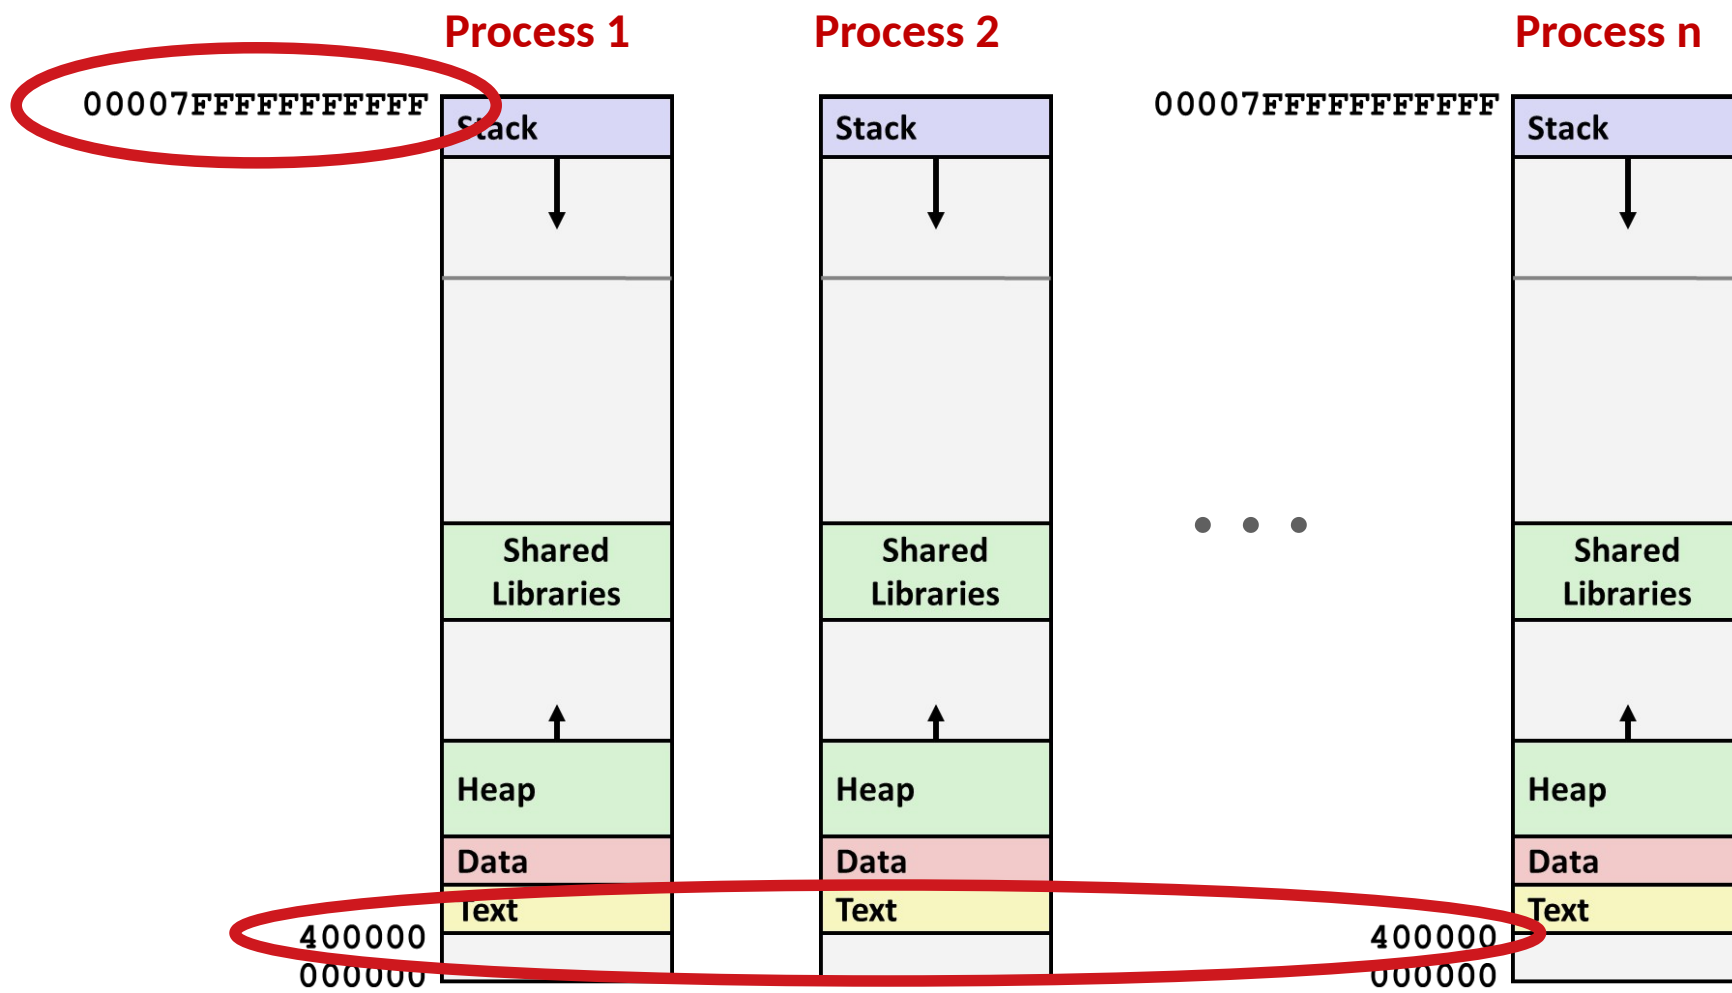 Process 1
Process 2
Process n
00007FFFFFFFFFFF
00007FFFFFFFFFFF
Stack
Stack
Stack
Shared
Libraries
Shared
Libraries
Shared
Libraries
Heap
Heap
Heap
Data
Data
Data
Text
Text
Text
400000
400000
000000
000000